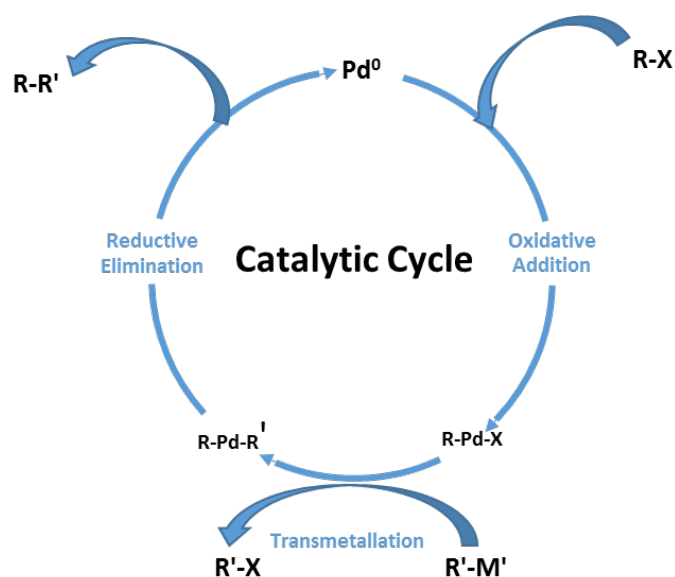 Pd⁰
R-X
R-R'
Reductive
Elimination
Catalytic Cycle
Oxidative
Addition
R-Pd-R'
R-Pd-X
Transmetallation
R'-X
R'-M'